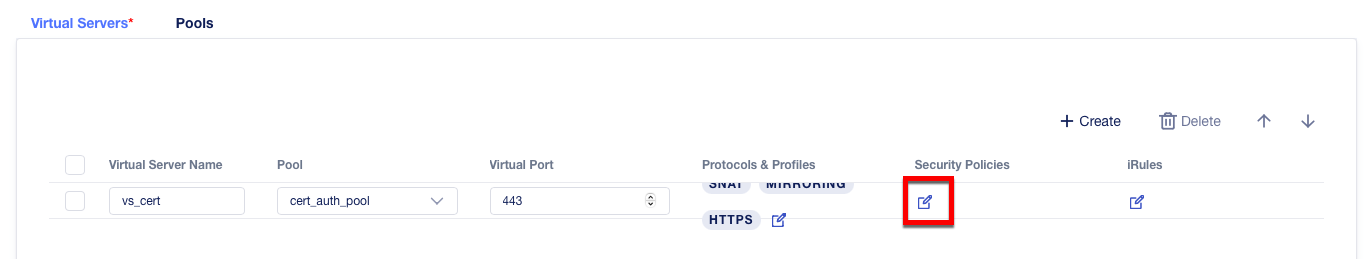 Virtual Servers* Pools
Create Delete
Virtual Server Name Pool Virtual Port Protocols & Profiles Security Policies iRules
SNAT MIRRORING
vs_cert cert_auth_pool 443
HTTPS